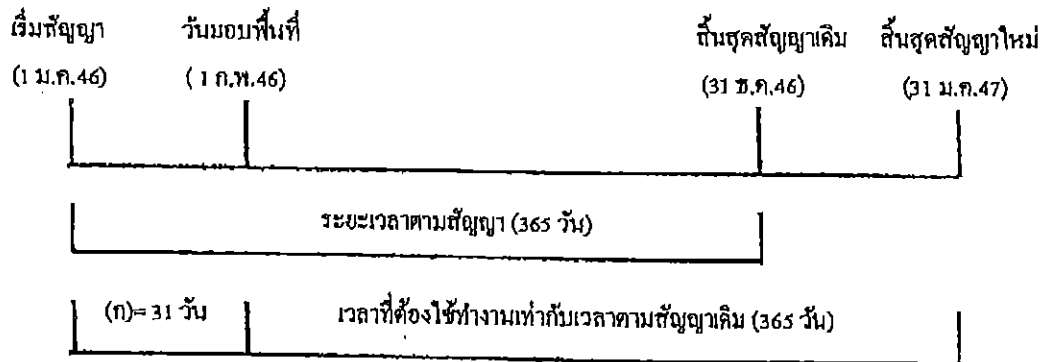 เริ่มสัญญา วันมอบพื้นที่ สิ้นสุดสัญญาเดิม สิ้นสุดสัญญาใหม่
(1 ม.ค.46) ( 1 ก.พ.46) (31 ธ.ค.46) (31 ม.ค.47)
ระยะเวลาตามสัญญา (365 วัน)
(ก)= 31 วัน เวลาที่ต้องใช้ทำงานเท่ากับเวลาตามสัญญาเดิม (365 วัน)